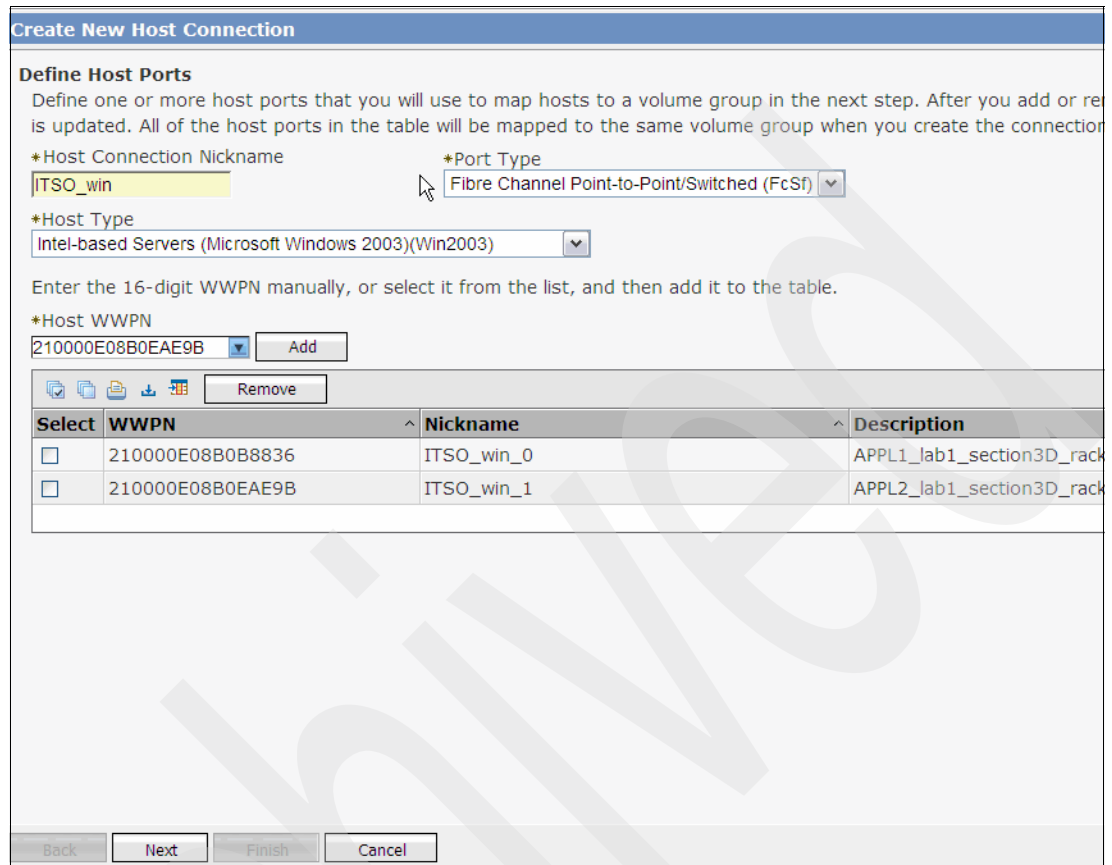 Create New Host Connection
Define Host Ports
Define one or more host ports that you will use to map hosts to a volume group in the next step. After you add or
is updated. All of the host ports in the table will be mapped to the same volume group when you create the connection
*Host Connection Nickname *Port Type
ITSO_win Fibre Channel Point-to-Point/Switched (FcSf)
*Host Type
Intel-based Servers (Microsoft Windows 2003)(Win2003)
Enter the 16-digit WWPN manually, or select it from the list, and then add it to the table.
*Host WWPN
210000E08B0EAE9B Add
Remove
Select WWPN Nickname Description
210000E08B0B8836 ITSO_win_0 APPL1_lab1_section3D_rack
210000E08B0EAE9B ITSO_win_1 APPL2_lab1_section3D_rack
Back Next Finish Cancel